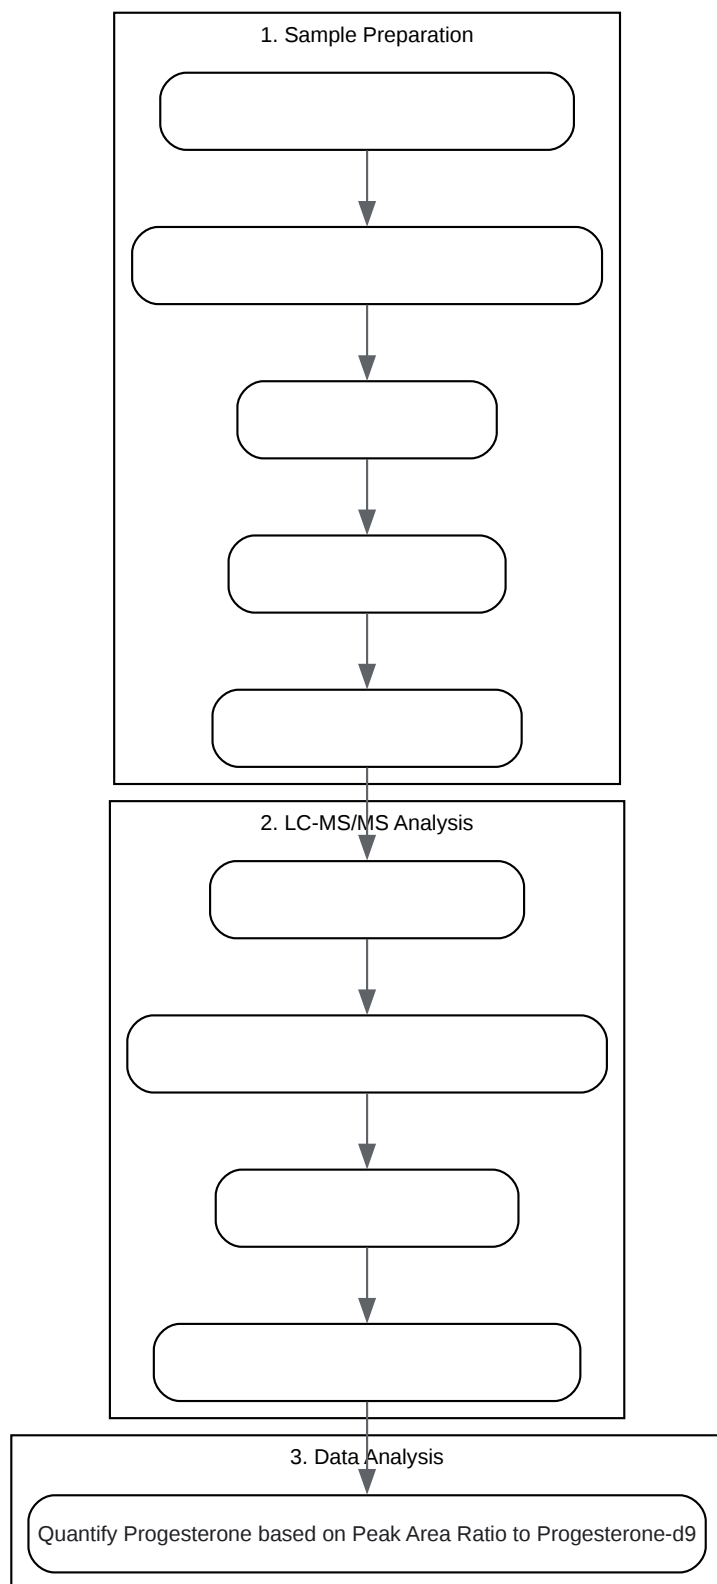 1. Sample Preparation
2. LC-MS/MS Analysis
3. Data Analysis
Quantify Progesterone based on Peak Area Ratio to Progesterone-d9